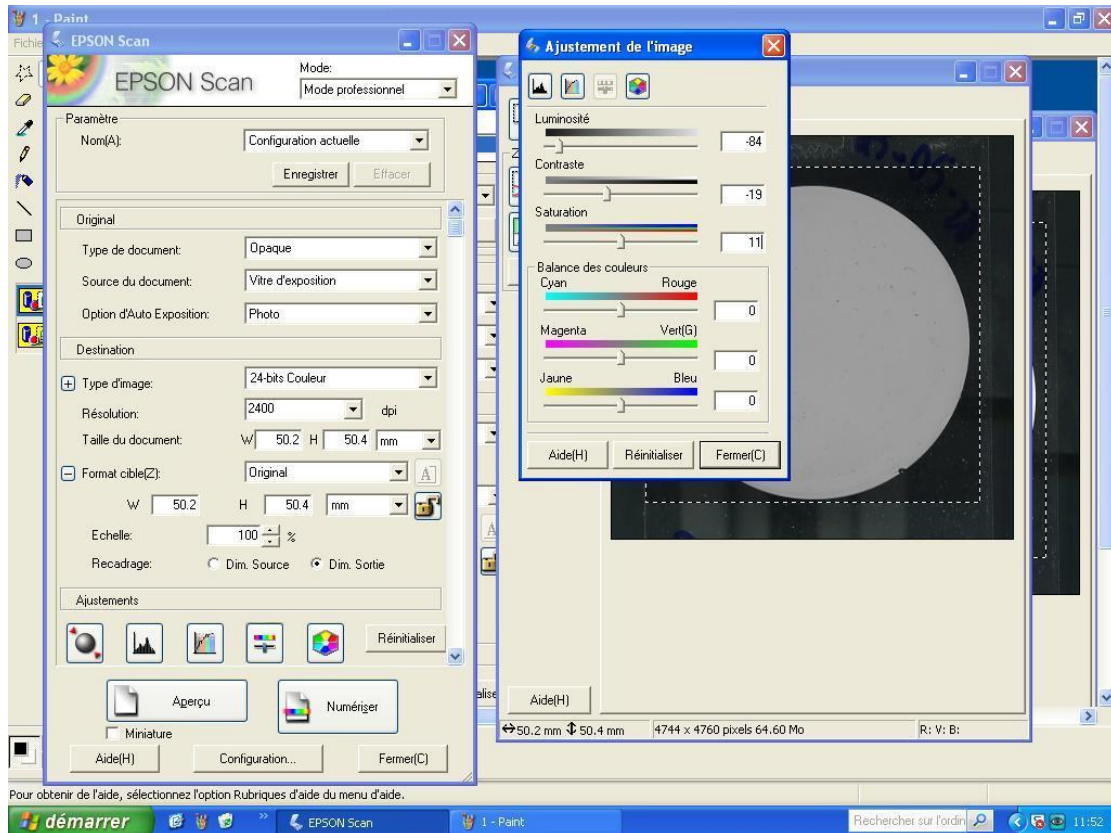 1 - Paint
Fichie
EPSON Scan
EPSON Scan
Mode:
Mode professionnel
Paramètre
Nom(A):
Configuration actuelle
Enregistrer
Effacer
Original
Type de document:
Opaque
Source du document:
Vitre d'exposition
Option d'Auto Exposition:
Photo
Destination
Type d'image:
24-bits Couleur
Résolution:
2400
dpi
Taille du document:
W 50.2 H 50.4 mm
Format cible(Z):
Original
W 50.2 H 50.4 mm
Echelle:
100 %
Recadrage:
Dim. Source
Dim. Sortie
Ajustements
Réinitialiser
Aperçu
Numériser
Miniature
Aide(H)
Configuration...
Fermer(C)
Ajustement de l'image
Luminosité
-84
Contraste
-19
Saturation
11
Balance des couleurs
Cyan Rouge
0
Magenta Vert(G)
0
Jaune Bleu
0
Aide(H)
Réinitialiser
Fermer(C)
alise
Aide(H)
50.2 mm 50.4 mm
4744 x 4760 pixels 64.60 Mo
R: V: B:
Pour obtenir de l'aide, sélectionnez l'option Rubriques d'aide du menu d'aide.
démarrer
EPSON Scan
1 - Paint
Rechercher sur l'ordin
11:52